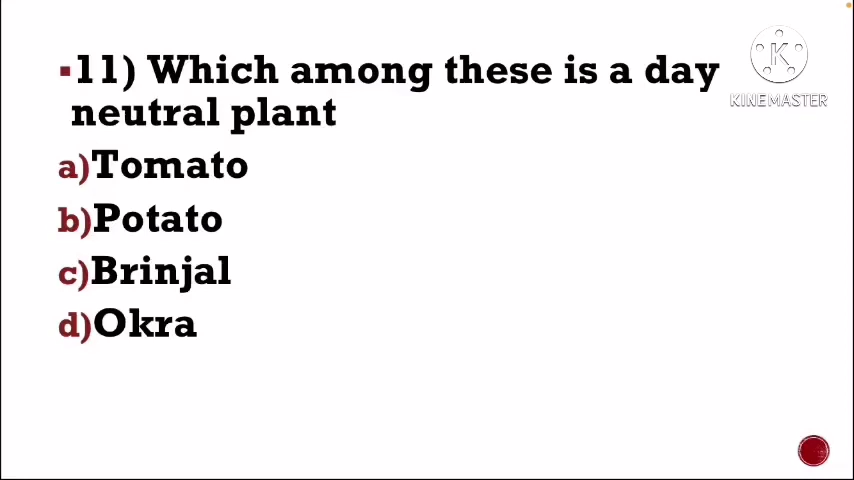 ▪11) Which among these is a day
neutral plant
a)Tomato
b)Potato
c)Brinjal
d)Okra
K
KINEMASTER